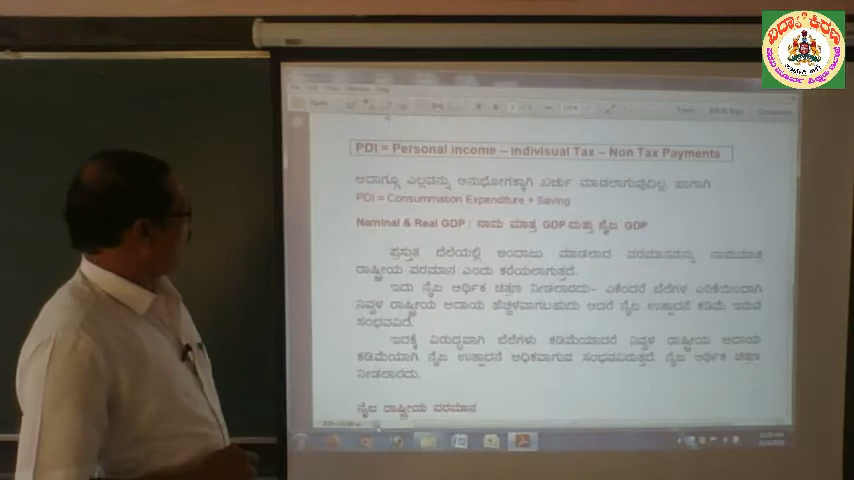 ವಿದ್ಯಾಕಿರಣ
PDI = Personal income – indivisual Tax – Non Tax Payments
ಆದಾಗ್ಯೂ ಎಲ್ಲವನ್ನು ಅನುಭೋಗಕ್ಕಾಗಿ ಖರ್ಚು ಮಾಡಲಾಗುವುದಿಲ್ಲ. ಹಾಗಾಗಿ
PDI = Consummation Expenditure + Saving
Naminal & Real GDP : ನಾಮ ಮಾತ್ರ GDP ಮತ್ತು ನೈಜ GDP
ಪ್ರಸ್ತುತ ಬೆಲೆಯಲ್ಲಿ ಅಂದಾಜು ಮಾಡಲಾದ ವರಮಾನವನ್ನು ನಾಮಮಾತ್ರ
ರಾಷ್ಟ್ರೀಯ ವರಮಾನ ಎಂದು ಕರೆಯಲಾಗುತ್ತದೆ.
ಇದು ನೈಜ ಆರ್ಥಿಕ ಚಿತ್ರಣ ನೀಡಲಾರದು– ಏಕೆಂದರೆ ಬೆಲೆಗಳ ಏರಿಕೆಯಿಂದಾಗಿ
ನಿವ್ವಳ ರಾಷ್ಟ್ರೀಯ ಆದಾಯ ಹೆಚ್ಚಳವಾಗಬಹುದು ಆದರೆ ನೈಜ ಉತ್ಪಾದನೆ ಕಡಿಮೆ ಇರುವ
ಸಂಭವವಿದೆ.
ಇದಕ್ಕೆ ವಿರುದ್ಧವಾಗಿ ಬೆಲೆಗಳು ಕಡಿಮೆಯಾದರೆ ನಿವ್ವಳ ರಾಷ್ಟ್ರೀಯ ಆದಾಯ
ಕಡಿಮೆಯಾಗಿ ನೈಜ ಉತ್ಪಾದನೆ ಅಧಿಕವಾಗುವ ಸಂಭವವಿರುತ್ತದೆ. ನೈಜ ಆರ್ಥಿಕ ಚಿತ್ರಣ
ನೀಡಲಾರದು.
ನೈಜ ರಾಷ್ಟ್ರೀಯ ವರಮಾನ